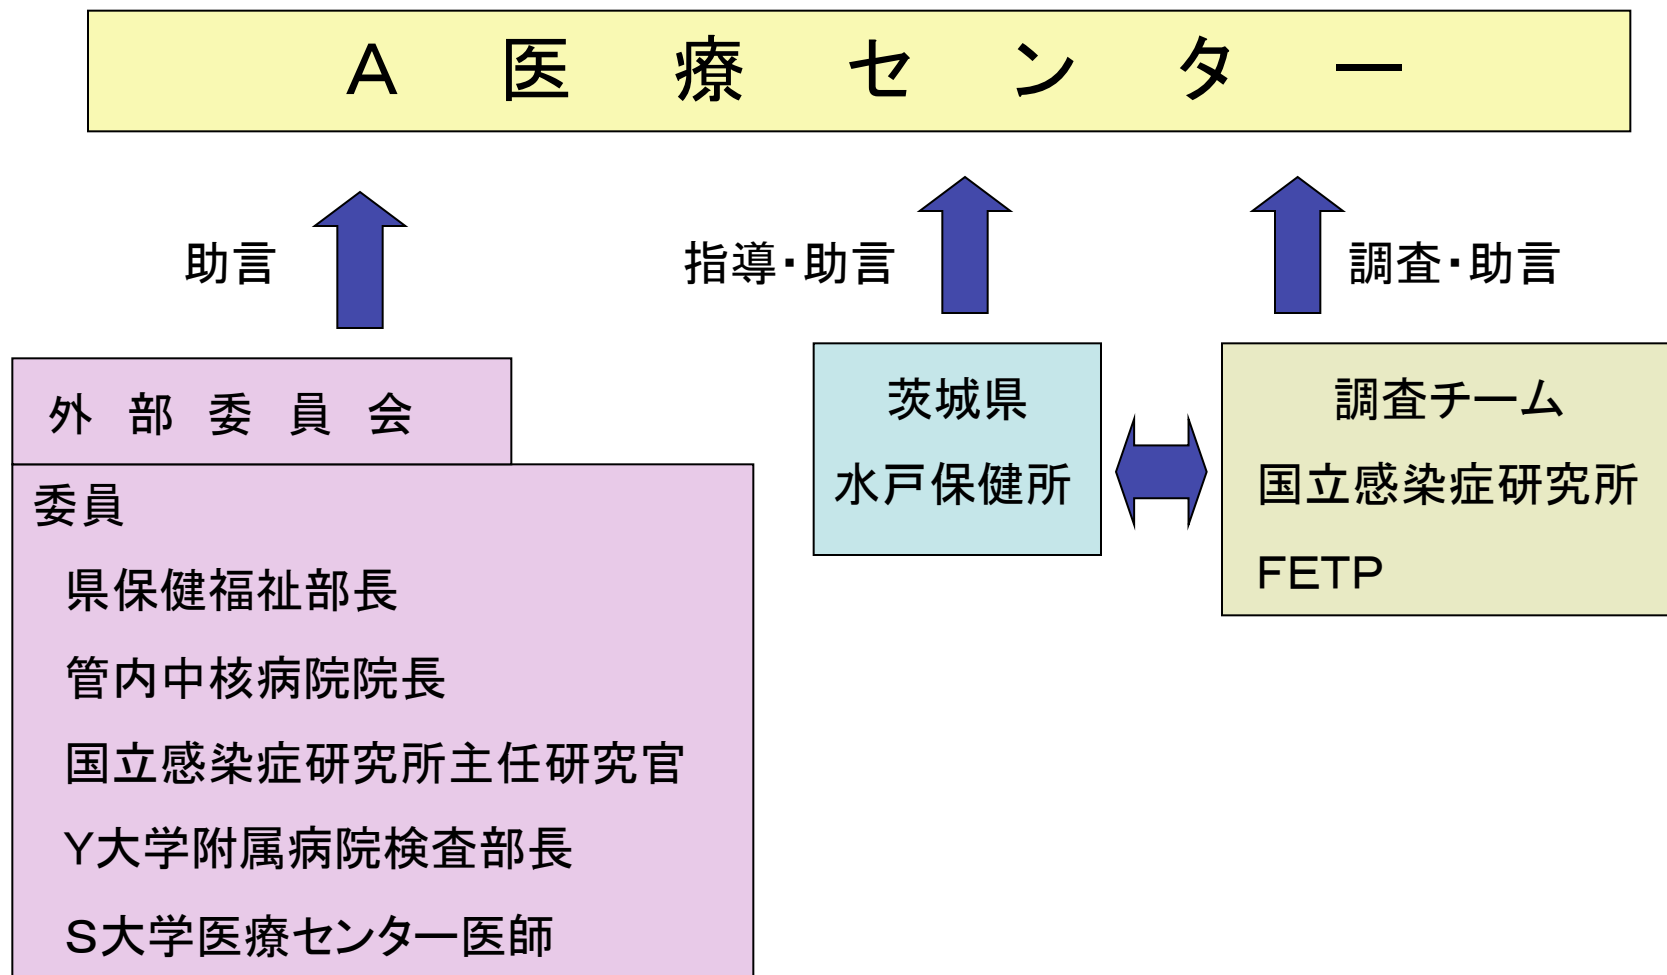 A医療センター
助言
指導・助言
調査・助言
外部委員会
委員
県保健福祉部長
管内中核病院院長
国立感染症研究所主任研究官
Y大学附属病院検査部長
S大学医療センター医師
茨城県
水戸保健所
調査チーム
国立感染症研究所
FETP